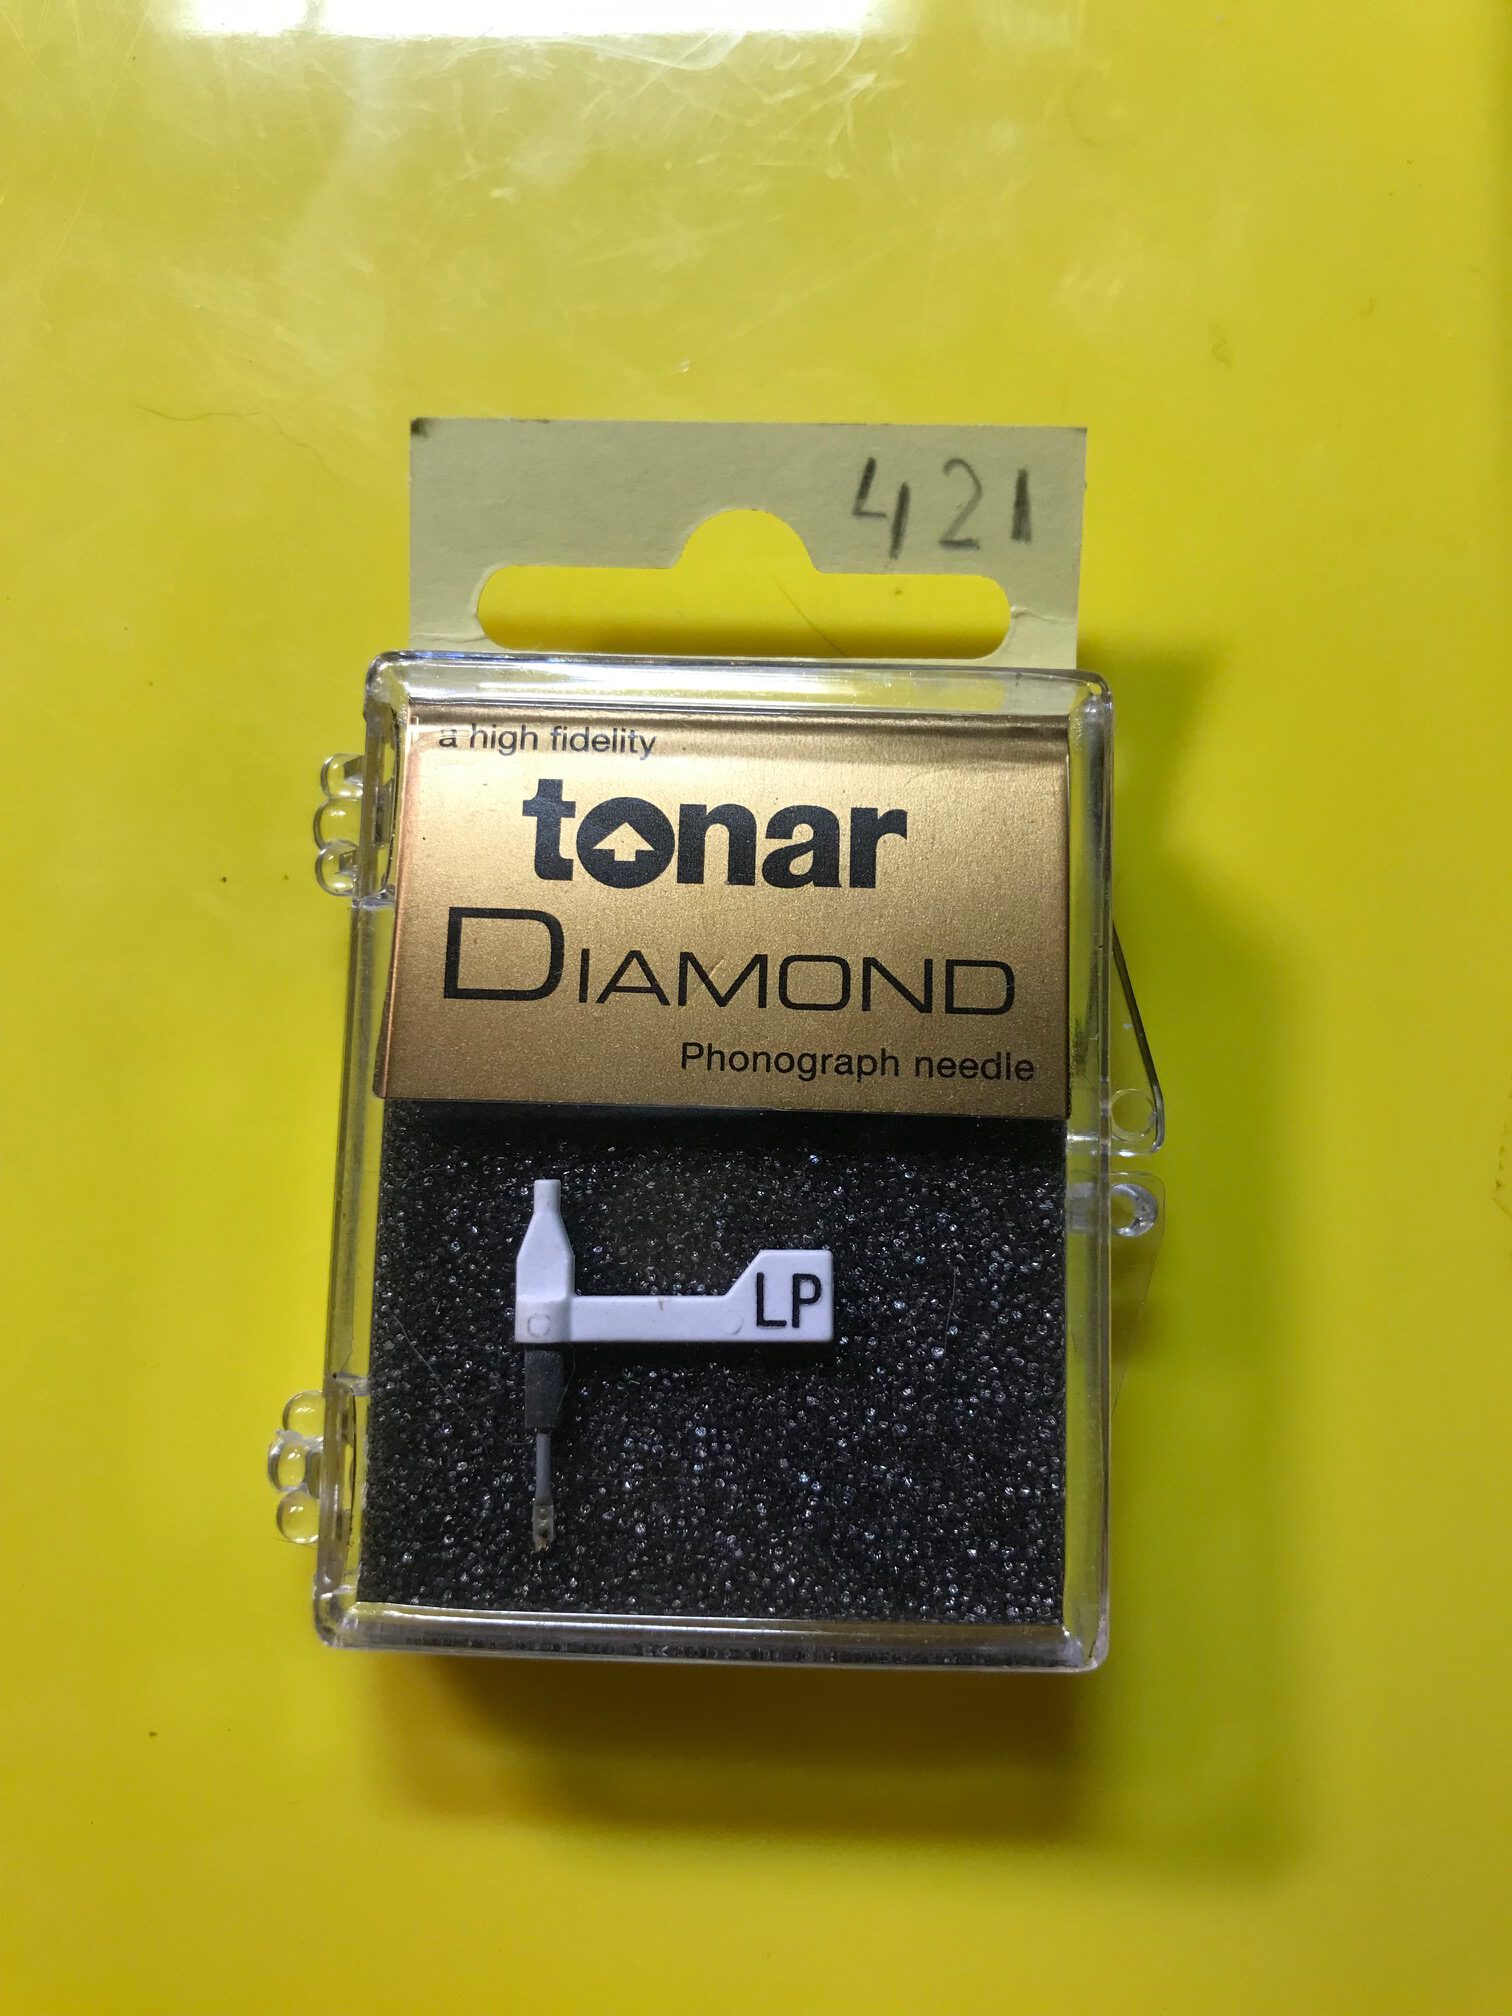 421
a high fidelity
tonar
DIAMOND
Phonograph needle
LP